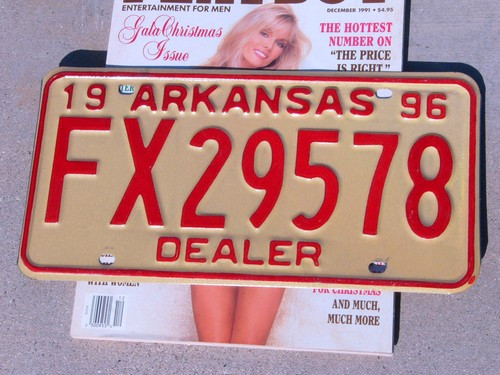 PLAYBOY
ENTERTAINMENT FOR MEN
DECEMBER 1991 • $4.95
Gala Christmas
Issue
THE HOTTEST
NUMBER ON
"THE PRICE
IS RIGHT"
19 ARKANSAS 96
FX29578
DEALER
WITH WOMEN
FOR CHRISTMAS
AND MUCH,
MUCH MORE